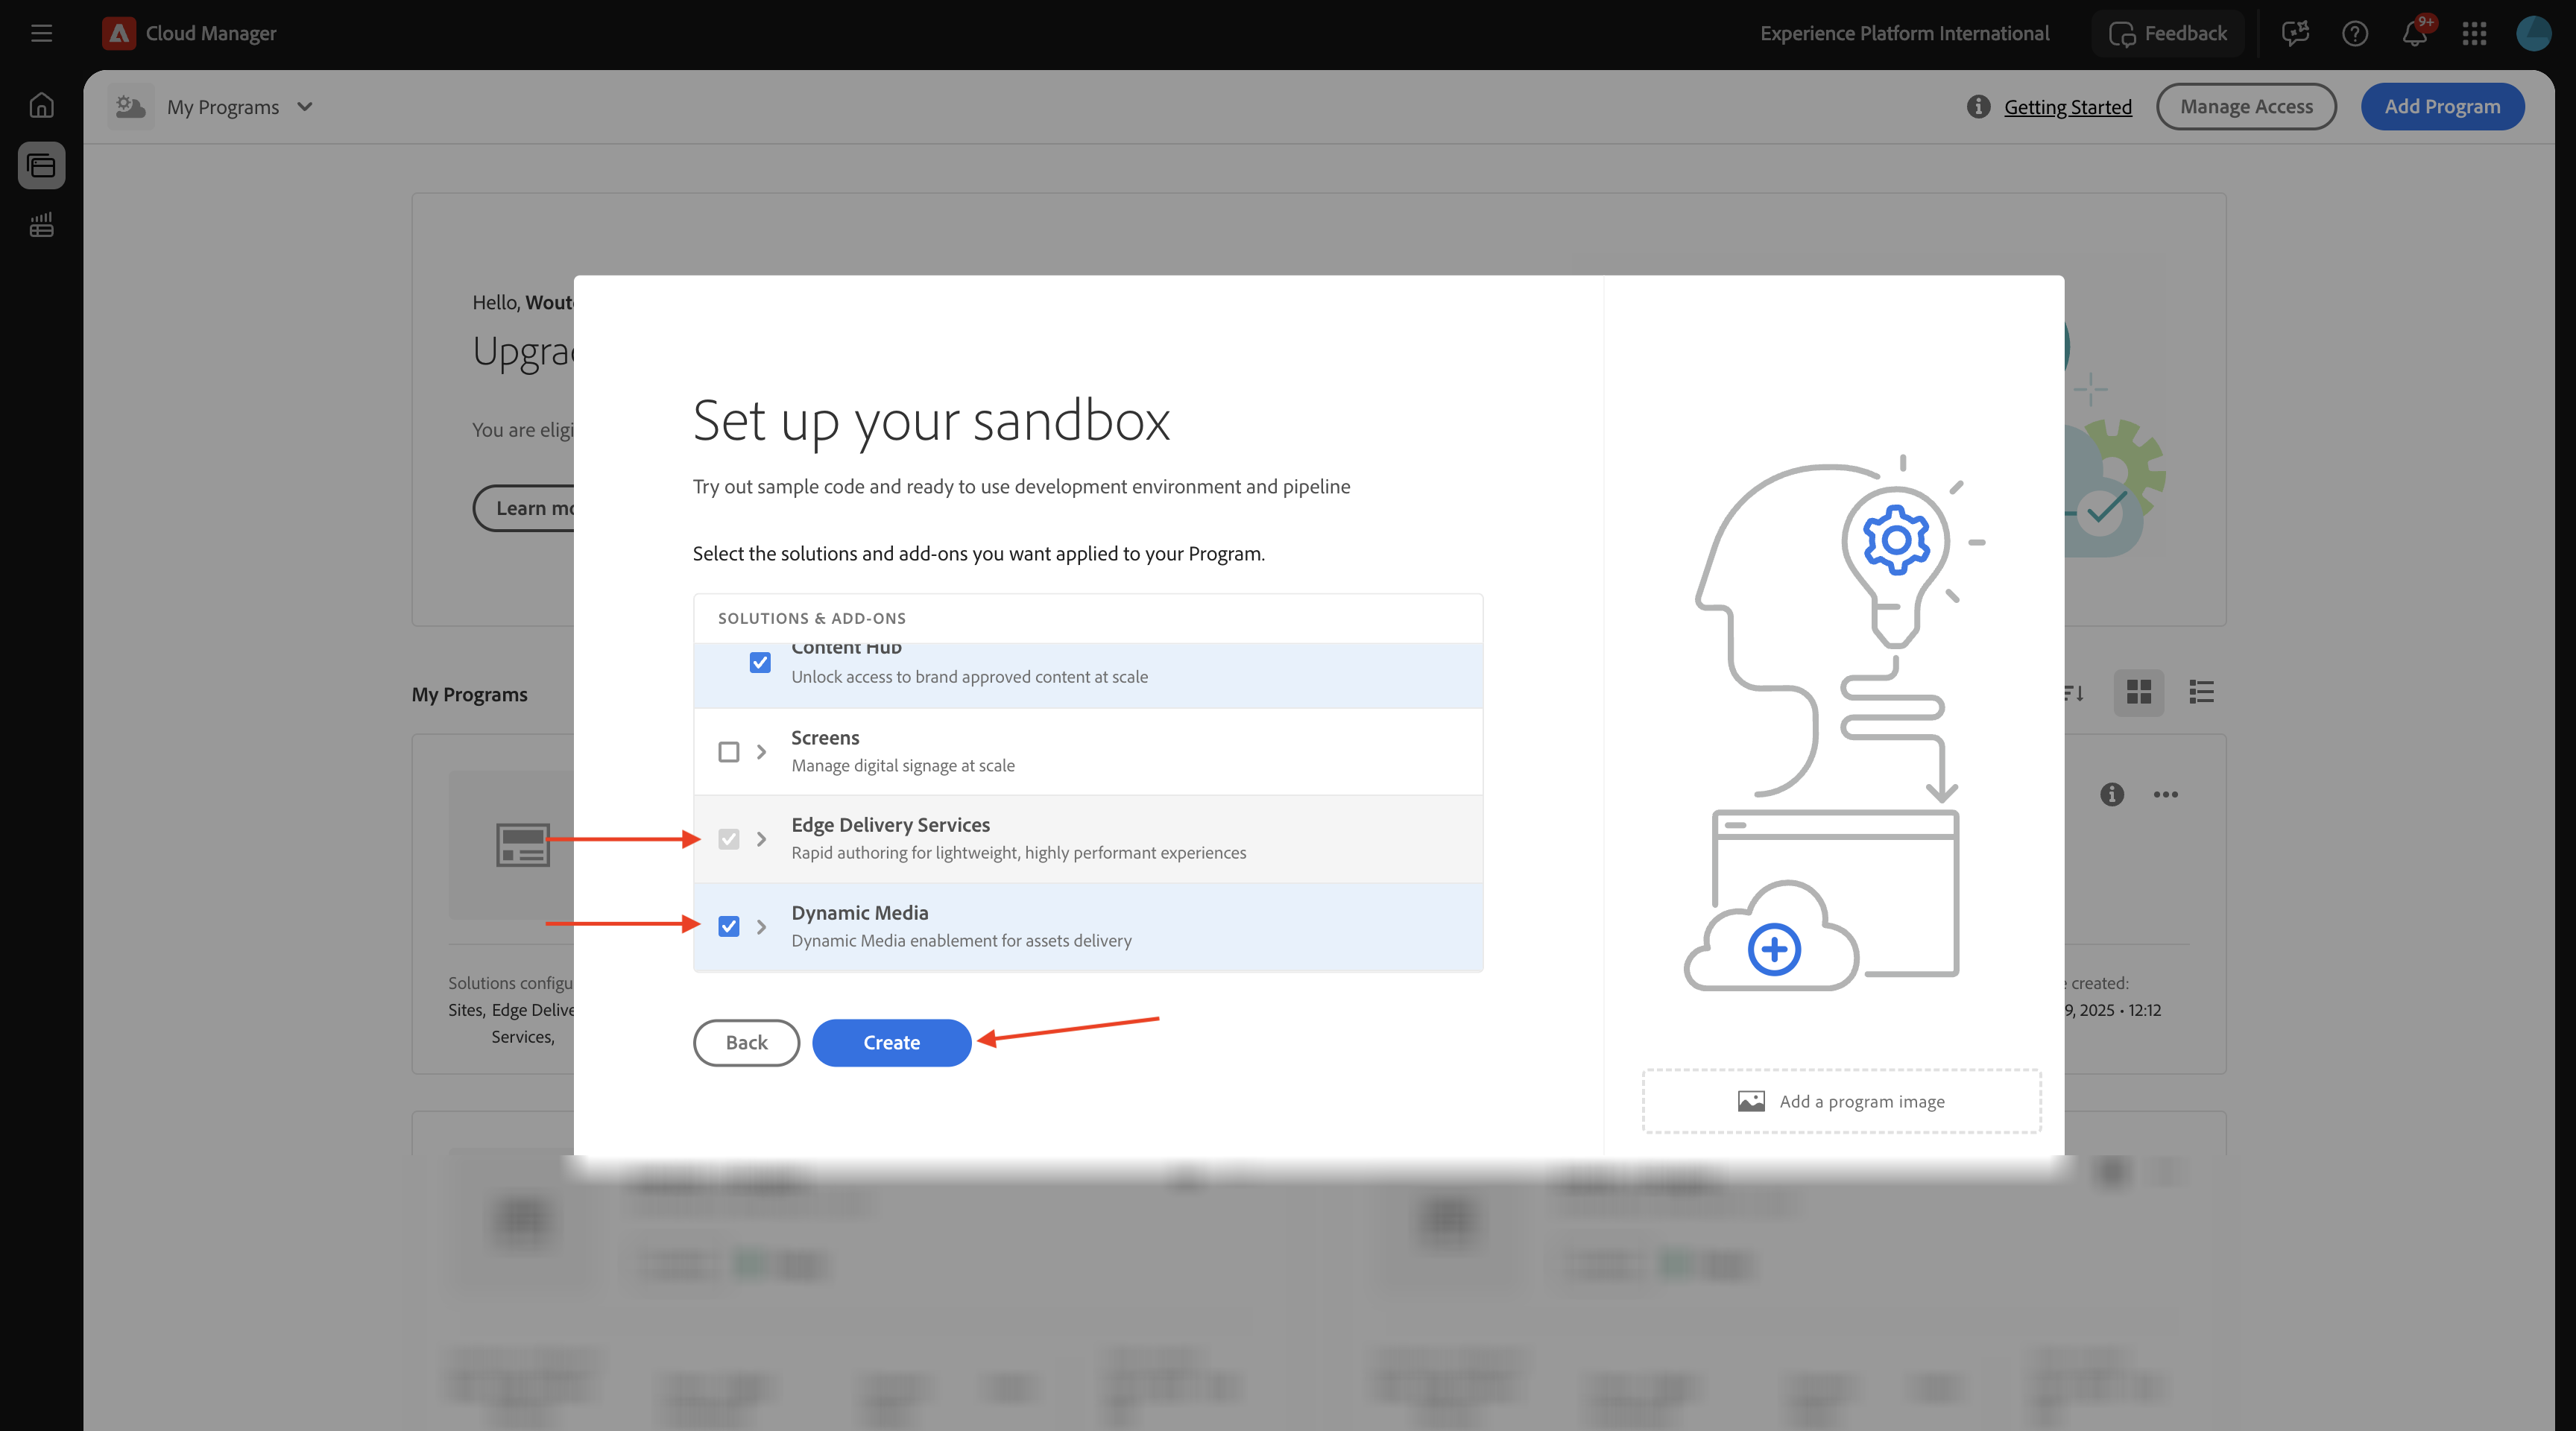 Cloud Manager
Experience Platform International
Feedback
9+
My Programs
Getting Started
Manage Access
Add Program
Hello,
You are
Learn
Set up your sandbox
Try out sample code and ready to use development environment and pipeline
Select the solutions and add-ons you want applied to your Program.
SOLUTIONS & ADD-ONS
Content Hub
Unlock access to brand approved content at scale
Screens
Manage digital signage at scale
Edge Delivery Services
Rapid authoring for lightweight, highly performant experiences
Dynamic Media
Dynamic Media enablement for assets delivery
Back
Create
Add a program image
My Programs
Solutions
Sites, Edge
Services,
created:
9, 2025 • 12:12